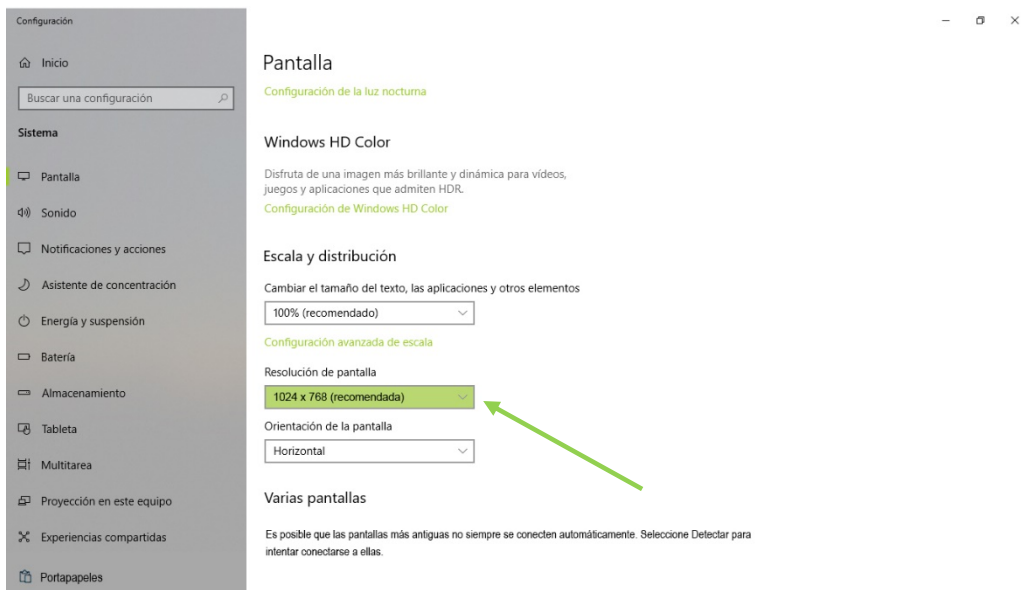 Configuración
Inicio
Buscar una configuración
Sistema
Pantalla
Sonido
Notificaciones y acciones
Asistente de concentración
Energía y suspensión
Batería
Almacenamiento
Tableta
Multitarea
Proyección en este equipo
Experiencias compartidas
Portapapeles
Pantalla
Configuración de la luz nocturna
Windows HD Color
Disfruta de una imagen más brillante y dinámica para vídeos,
juegos y aplicaciones que admiten HDR.
Configuración de Windows HD Color
Escala y distribución
Cambiar el tamaño del texto, las aplicaciones y otros elementos
100% (recomendado)
Configuración avanzada de escala
Resolución de pantalla
1024 x 768 (recomendada)
Orientación de la pantalla
Horizontal
Varias pantallas
Es posible que las pantallas más antiguas no siempre se conecten automáticamente. Seleccione Detectar para
intentar conectarse a ellas.